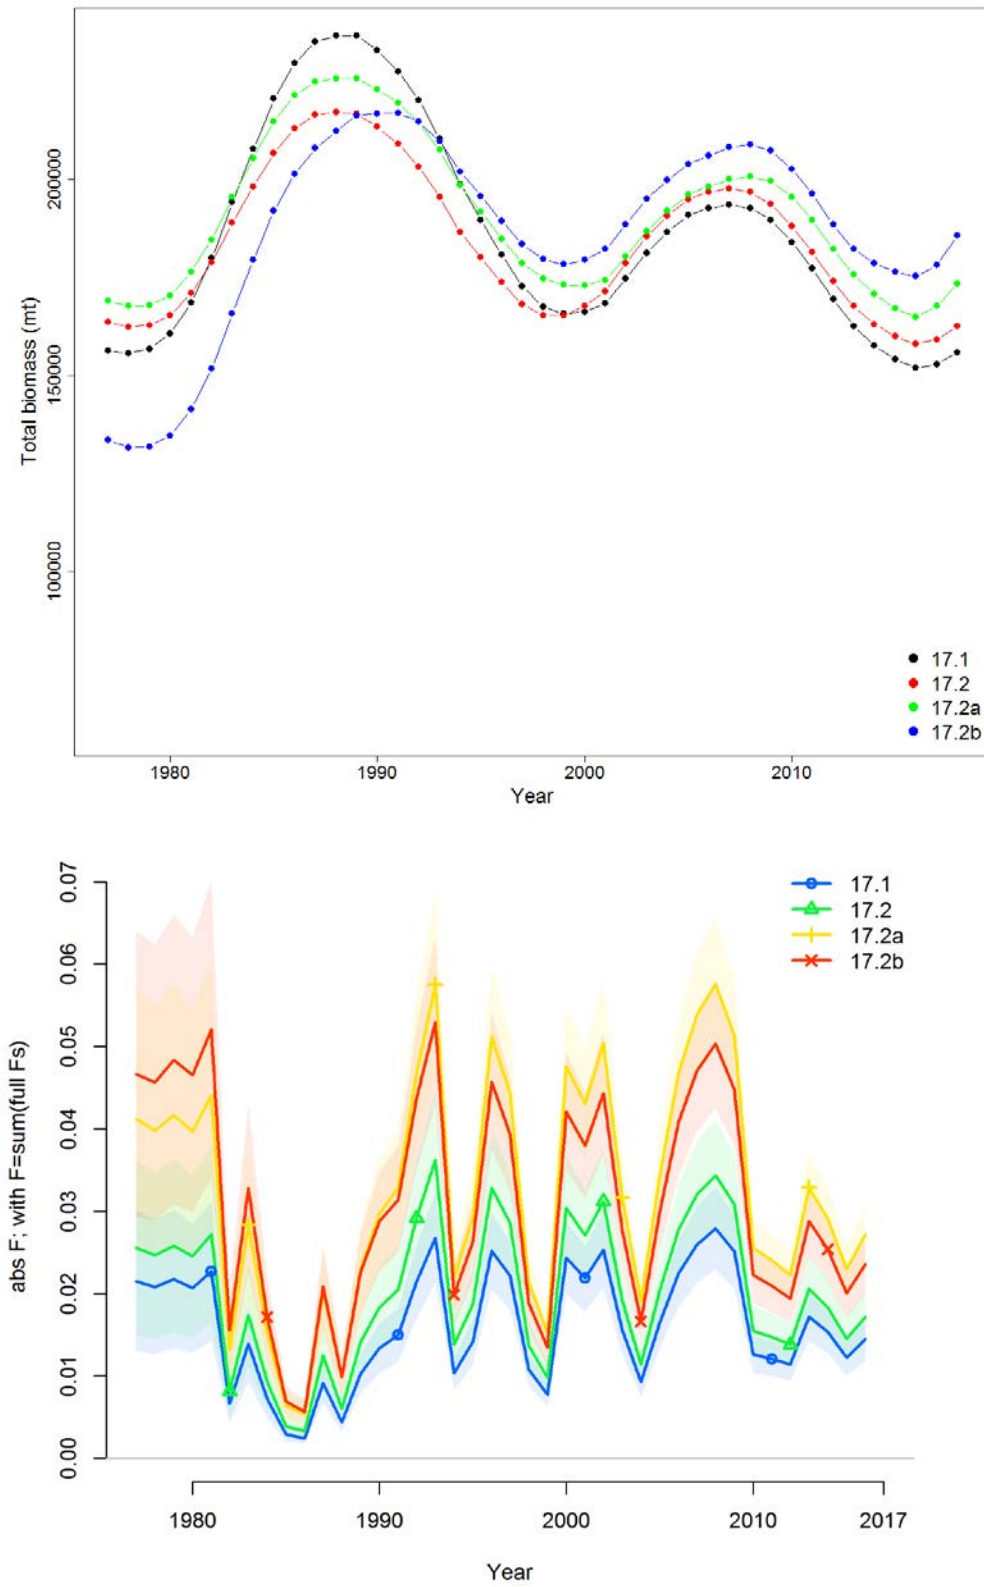 Total biomass (mt)
200000
150000
100000
17.1
17.2
17.2a
17.2b
1980 1990 2000 2010
Year
abs F; with F=sum(full Fs)
0.07
0.06
0.05
0.04
0.03
0.02
0.01
0.00
17.1
17.2
17.2a
17.2b
1980 1990 2000 2010 2017
Year